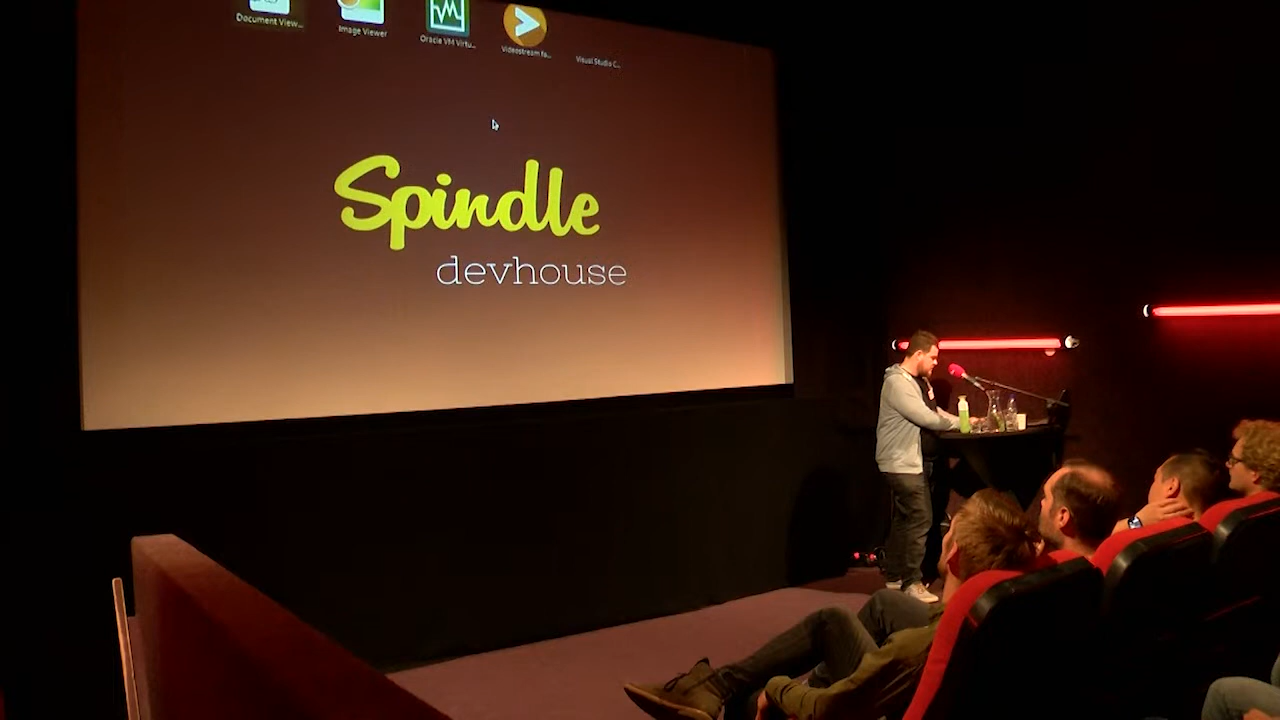 Document View...
Image Viewer
Oracle VM Virtu...
Videostream fo...
Visual Studio C...
Spindle
devhouse